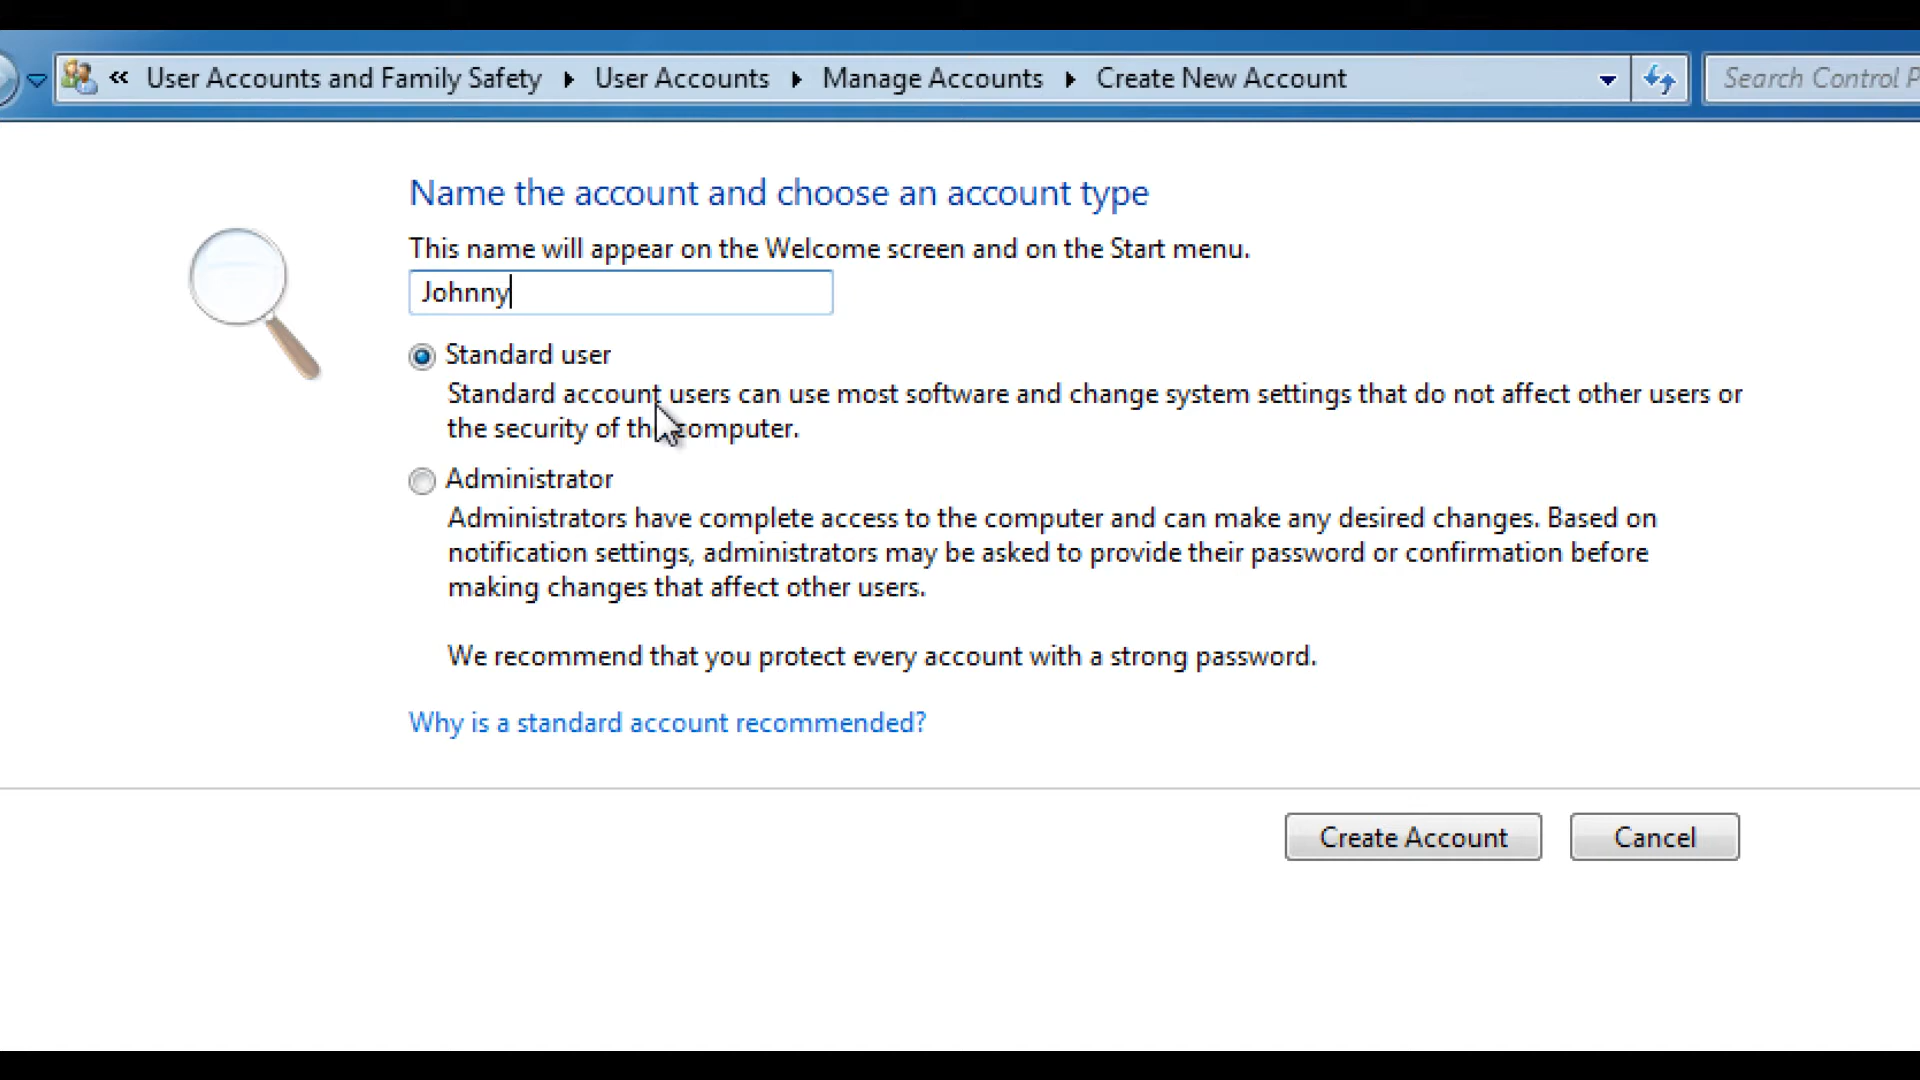 « User Accounts and Family Safety ▸ User Accounts ▸ Manage Accounts ▸ Create New Account
Search Control P
Name the account and choose an account type
This name will appear on the Welcome screen and on the Start menu.
Johnny
Standard user
Standard account users can use most software and change system settings that do not affect other users or
the security of the computer.
Administrator
Administrators have complete access to the computer and can make any desired changes. Based on
notification settings, administrators may be asked to provide their password or confirmation before
making changes that affect other users.
We recommend that you protect every account with a strong password.
Why is a standard account recommended?
Create Account
Cancel